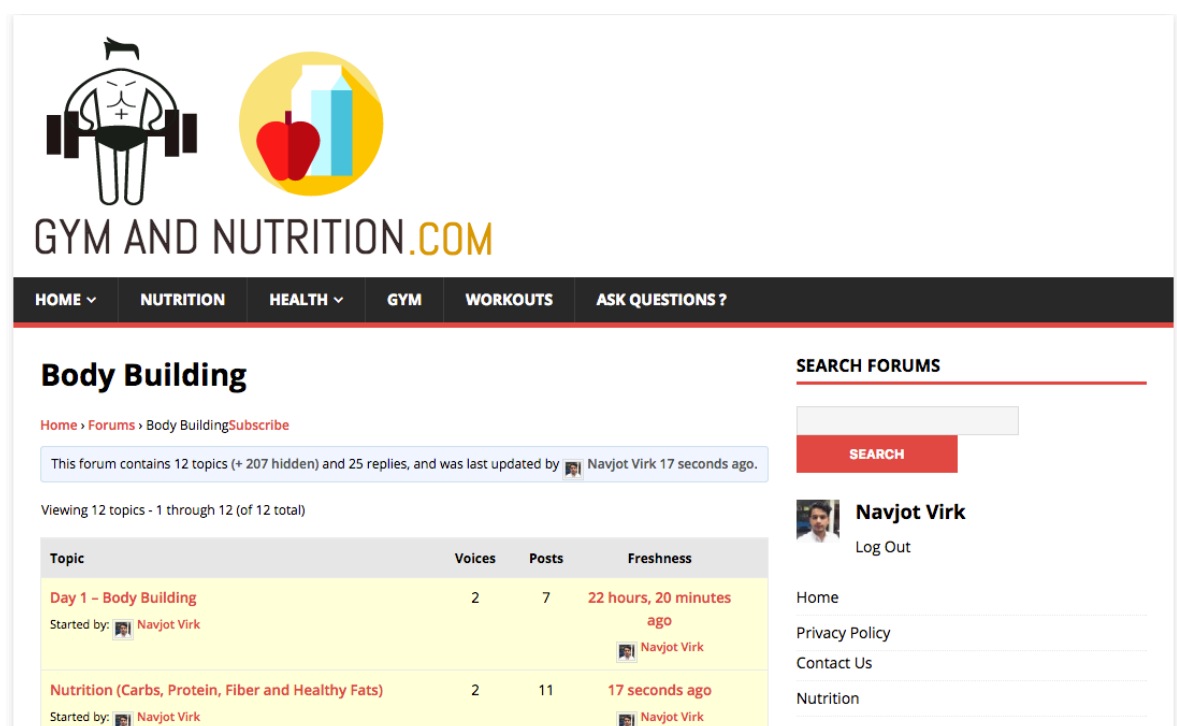 GYM AND NUTRITION.COM
HOME
NUTRITION
HEALTH
GYM
WORKOUTS
ASK QUESTIONS ?
Body Building
Home › Forums › Body BuildingSubscribe
This forum contains 12 topics (+ 207 hidden) and 25 replies, and was last updated by Navjot Virk 17 seconds ago.
Viewing 12 topics - 1 through 12 (of 12 total)
Topic Voices Posts Freshness
Day 1 – Body Building 2 7 22 hours, 20 minutes
ago
Started by: Navjot Virk
Navjot Virk
Nutrition (Carbs, Protein, Fiber and Healthy Fats) 2 11 17 seconds ago
Started by: Navjot Virk Navjot Virk
SEARCH FORUMS
SEARCH
Navjot Virk
Log Out
Home
Privacy Policy
Contact Us
Nutrition